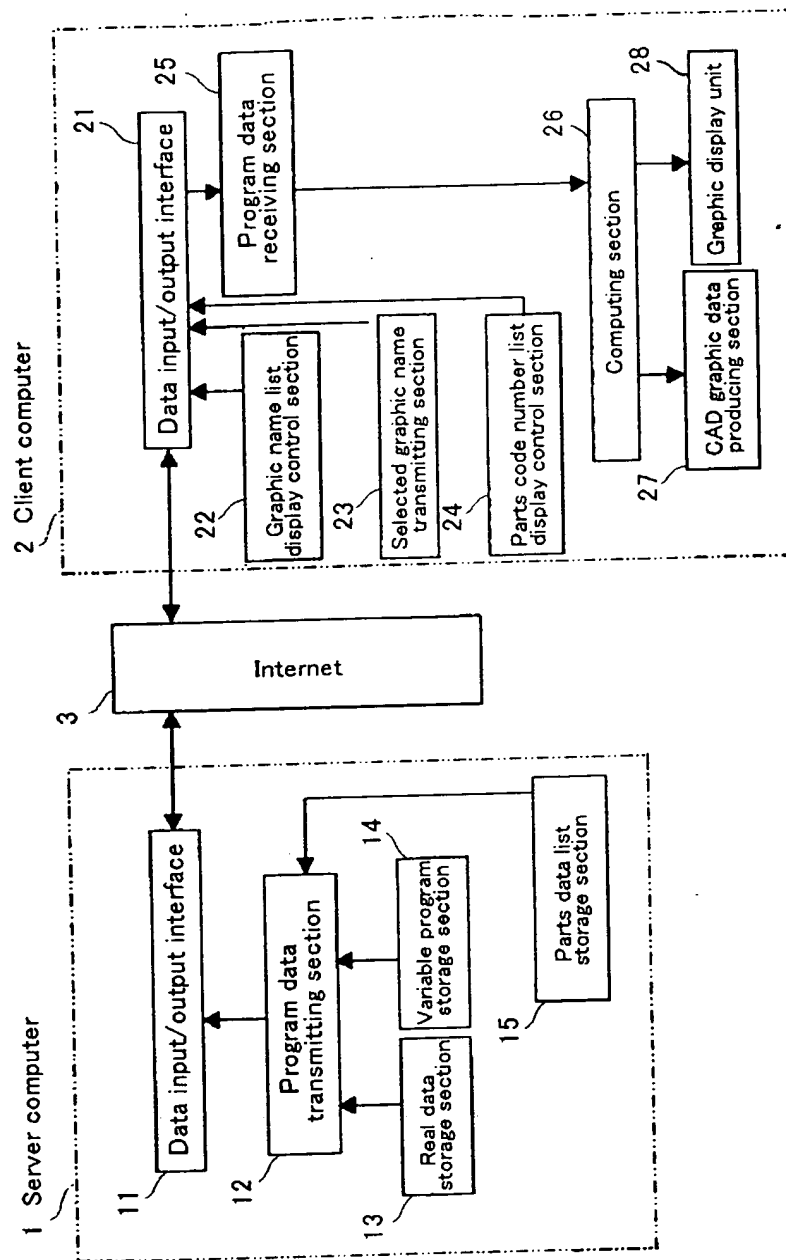 1 Server computer
11
Data input/output interface
12
Program data
transmitting section
13
Real data
storage section
14
Variable program
storage section
15
Parts data list
storage section
3
Internet
2 Client computer
21
Data input/output interface
22
Graphic name list
display control section
23
Selected graphic name
transmitting section
24
Parts code number list
display control section
25
Program data
receiving section
26
Computing section
27
CAD graphic data
producing section
28
Graphic display unit